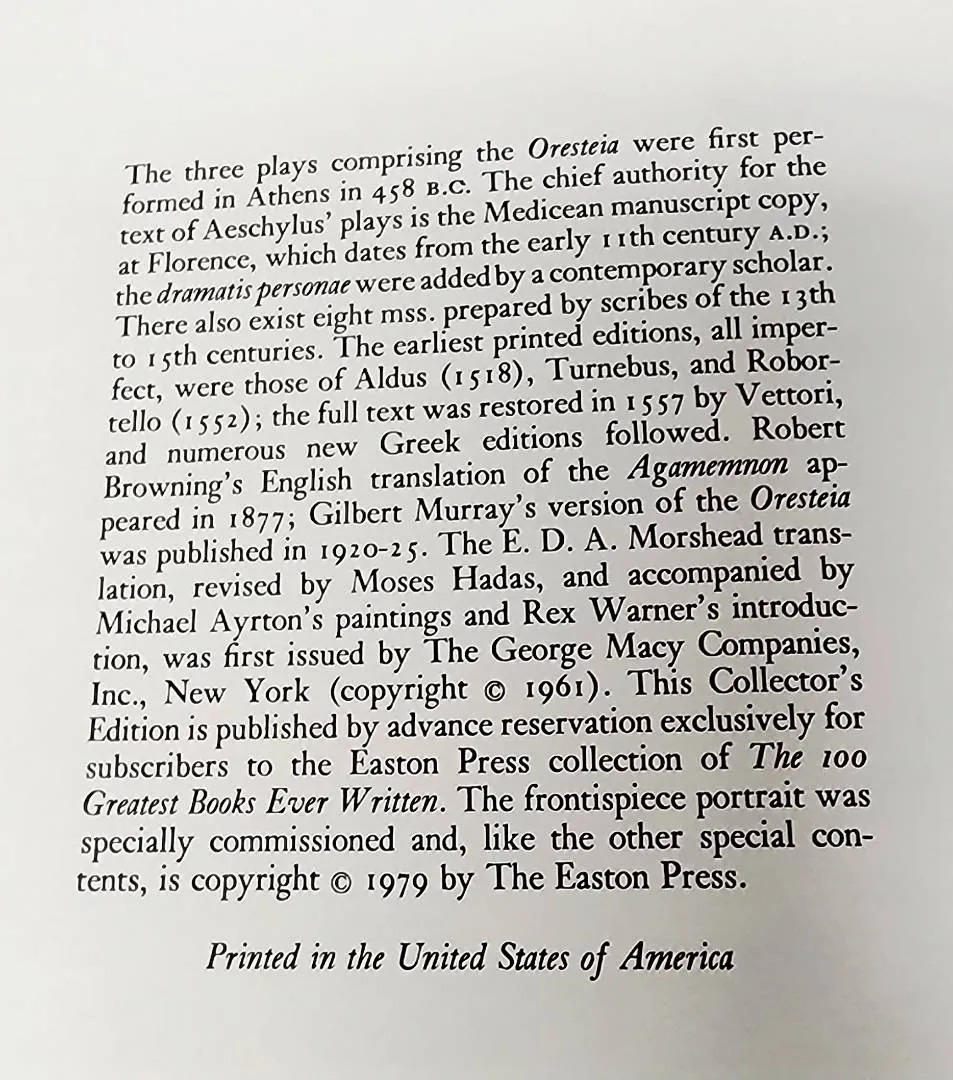 The three plays comprising the Oresteia were first per-
formed in Athens in 458 B.C. The chief authority for the
text of Aeschylus' plays is the Medicean manuscript copy,
at Florence, which dates from the early 11th century A.D.;
the dramatis personae were added by a contemporary scholar.
There also exist eight mss. prepared by scribes of the 13th
to 15th centuries. The earliest printed editions, all imper-
fect, were those of Aldus (1518), Turnebus, and Robor-
tello (1552); the full text was restored in 1557 by Vettori,
and numerous new Greek editions followed. Robert
Browning's English translation of the Agamemnon ap-
peared in 1877; Gilbert Murray's version of the Oresteia
was published in 1920-25. The E. D. A. Morshead trans-
lation, revised by Moses Hadas, and accompanied by
Michael Ayrton's paintings and Rex Warner's introduc-
tion, was first issued by The George Macy Companies,
Inc., New York (copyright © 1961). This Collector's
Edition is published by advance reservation exclusively for
subscribers to the Easton Press collection of The 100
Greatest Books Ever Written. The frontispiece portrait was
specially commissioned and, like the other special con-
tents, is copyright © 1979 by The Easton Press.
Printed in the United States of America